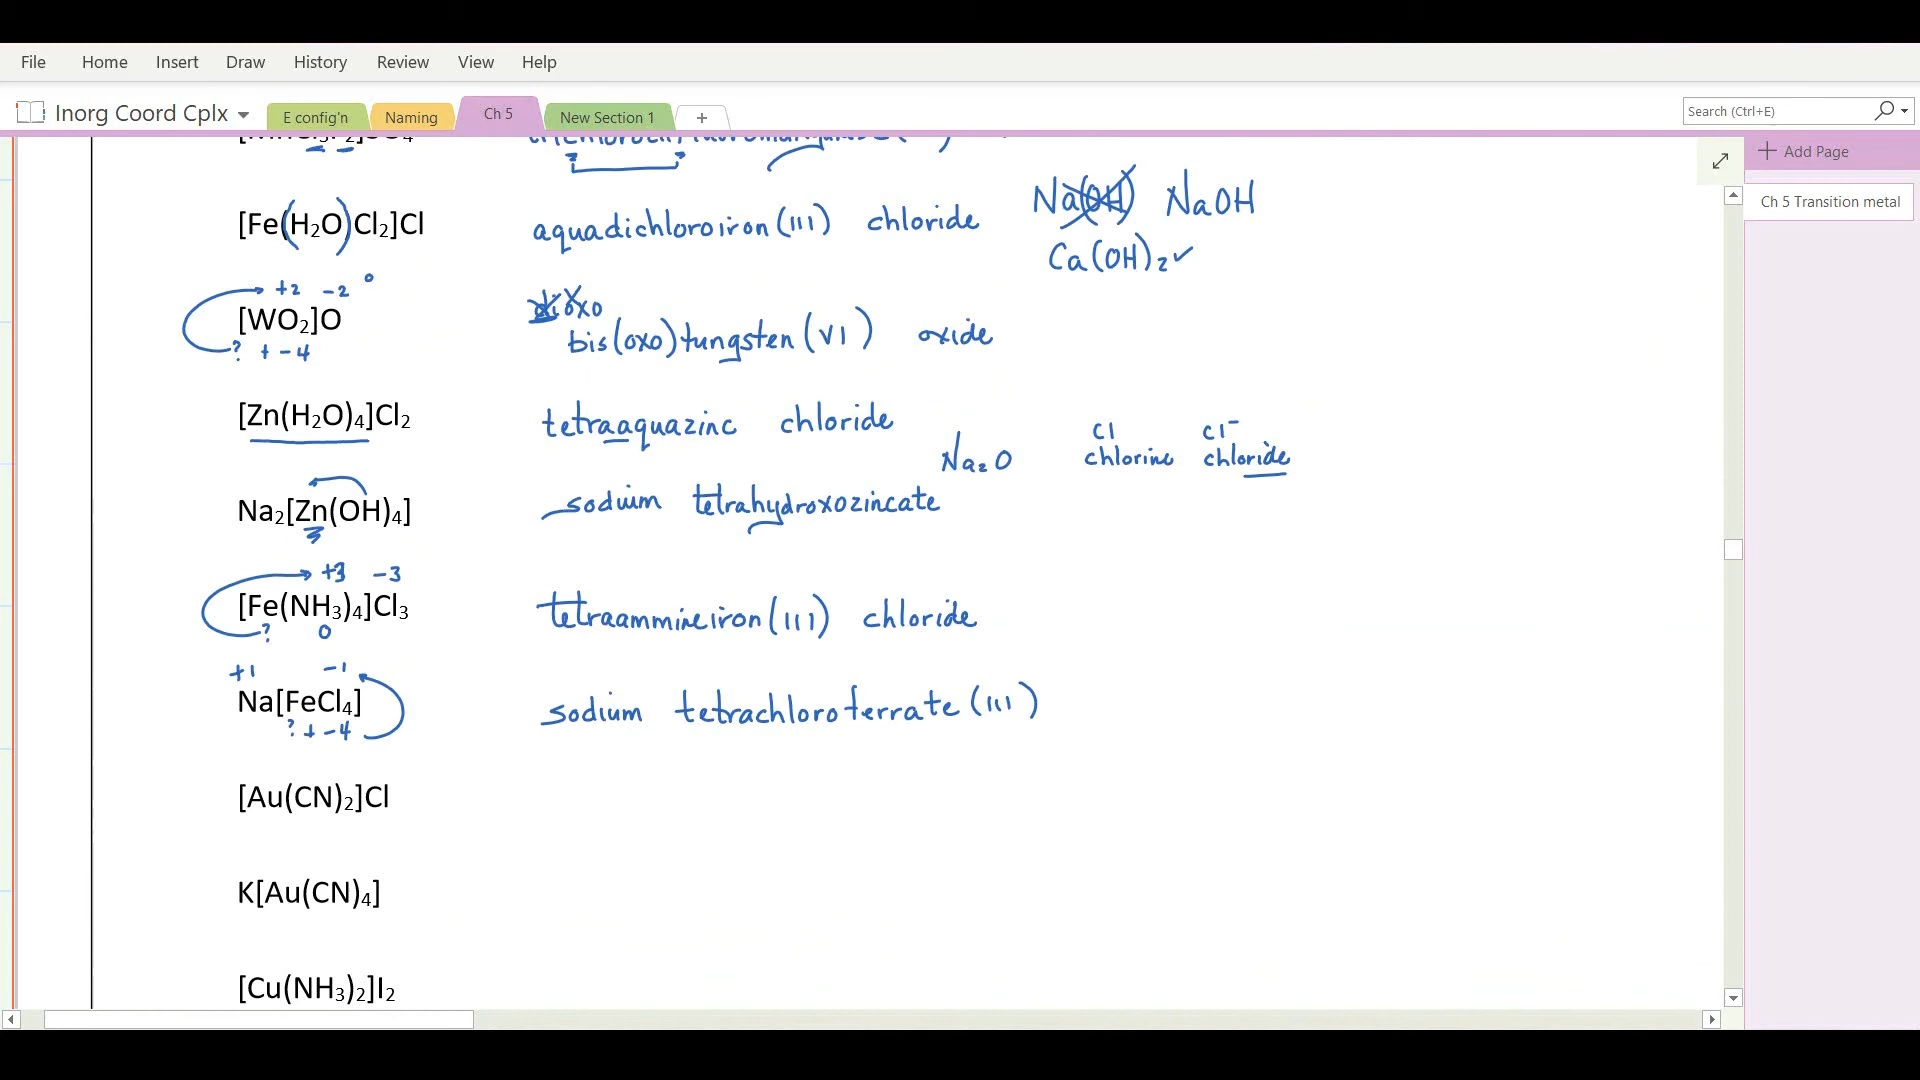 File Home Insert Draw History Review View Help
Inorg Coord Cplx E config'n Naming Ch 5 New Section 1 + Search (Ctrl+E)
Add Page
Ch 5 Transition metal
[Fe(H₂O)Cl₂]Cl aquadichloroiron(III) chloride Na(OH) NaOH
Ca(OH)₂ ✓
+2 -2 0
[WO₂]O dioxo
bis(oxo)tungsten(VI) oxide
? + -4
[Zn(H₂O)₄]Cl₂ tetraaquazinc chloride
Cl Cl⁻
Na₂O chlorine chloride
Na₂[Zn(OH)₄] sodium tetrahydroxozincate
+3 -3
[Fe(NH₃)₄]Cl₃ tetraammineiron(III) chloride
? 0
+1 -1
Na[FeCl₄] sodium tetrachloroferrate(III)
? + -4
[Au(CN)₂]Cl
K[Au(CN)₄]
[Cu(NH₃)₂]I₂